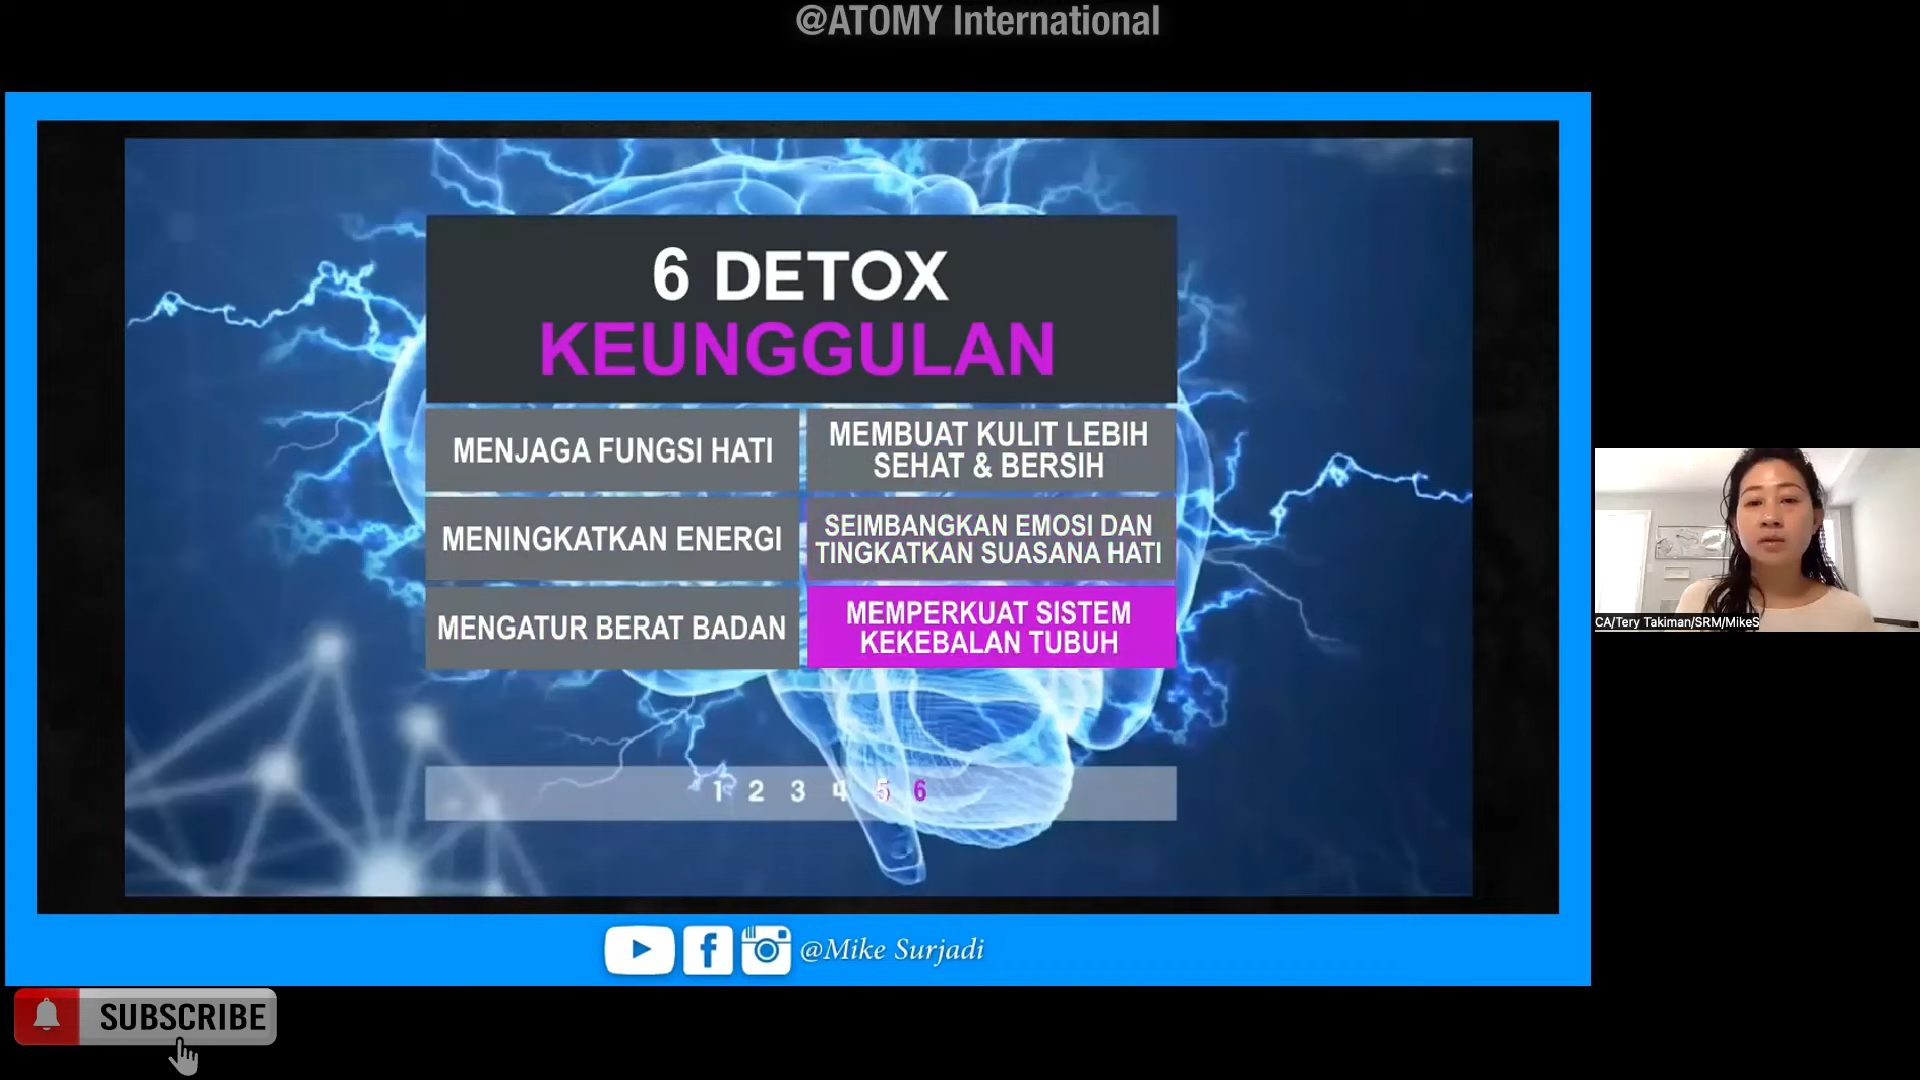 @ATOMY International
6 DETOX
KEUNGGULAN
MENJAGA FUNGSI HATI
MEMBUAT KULIT LEBIH
SEHAT & BERSIH
MENINGKATKAN ENERGI
SEIMBANGKAN EMOSI DAN
TINGKATKAN SUASANA HATI
MENGATUR BERAT BADAN
MEMPERKUAT SISTEM
KEKEBALAN TUBUH
1 2 3 4 5 6
CA/Tery Takiman/SRM/MikeS
@Mike Surjadi
SUBSCRIBE